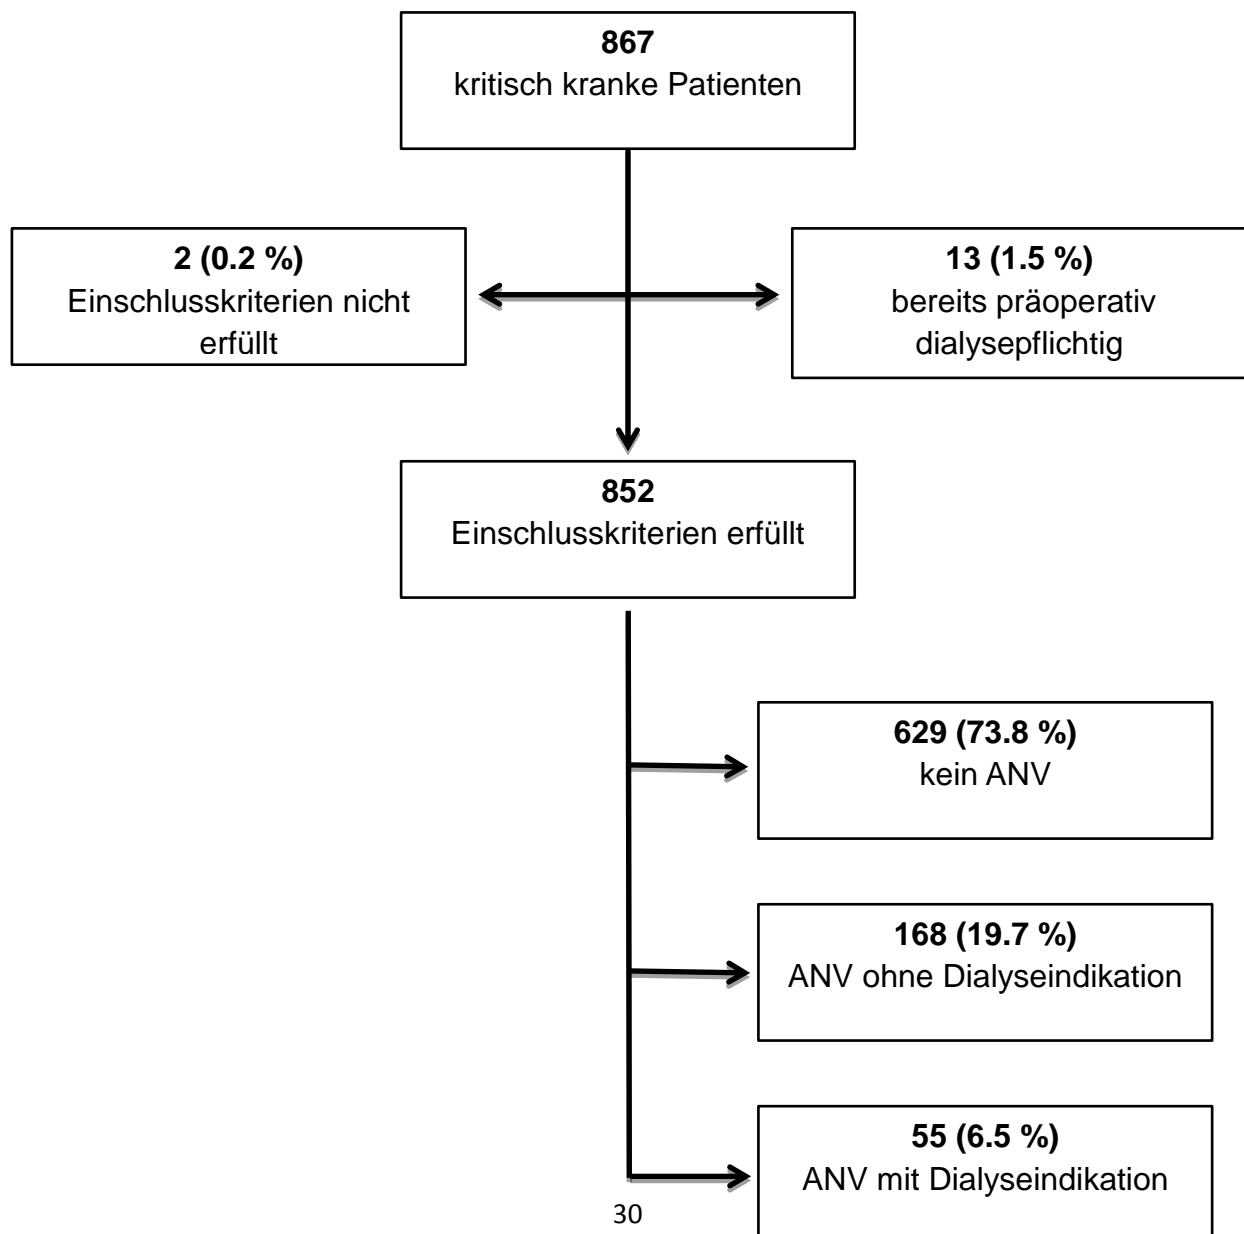 867
kritisch kranke Patienten
2 (0.2 %)
Einschlusskriterien nicht
erfüllt
13 (1.5 %)
bereits präoperativ
dialysepflichtig
852
Einschlusskriterien erfüllt
629 (73.8 %)
kein ANV
168 (19.7 %)
ANV ohne Dialyseindikation
55 (6.5 %)
ANV mit Dialyseindikation
30